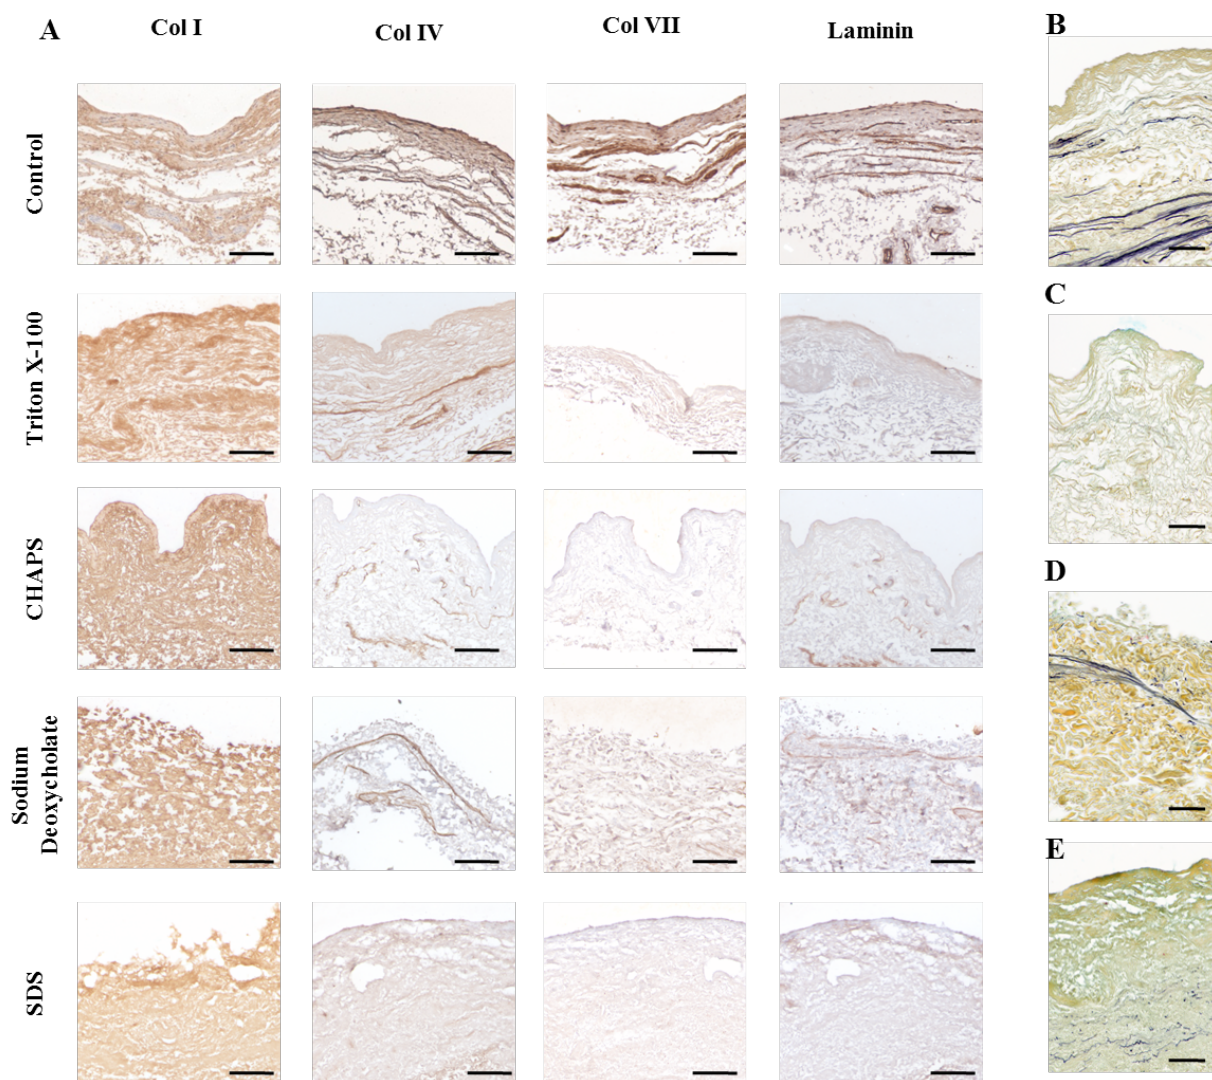 A
Col I
Col IV
Col VII
Laminin
B
Control
C
Triton X-100
D
CHAPS
Sodium
Deoxycholate
E
SDS